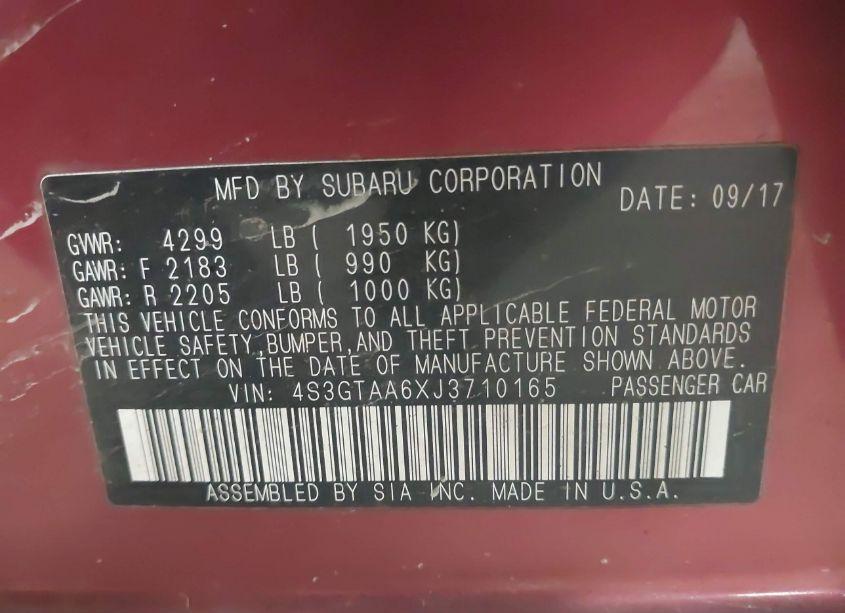 MFD BY SUBARU CORPORATION DATE: 09/17
GVWR: 4299 LB ( 1950 KG)
GAWR: F 2183 LB ( 990 KG)
GAWR: R 2205 LB ( 1000 KG)
THIS VEHICLE CONFORMS TO ALL APPLICABLE FEDERAL MOTOR
VEHICLE SAFETY, BUMPER, AND THEFT PREVENTION STANDARDS
IN EFFECT ON THE DATE OF MANUFACTURE SHOWN ABOVE.
VIN: 4S3GTAA6XJ3710165 PASSENGER CAR
ASSEMBLED BY SIA INC. MADE IN U.S.A.